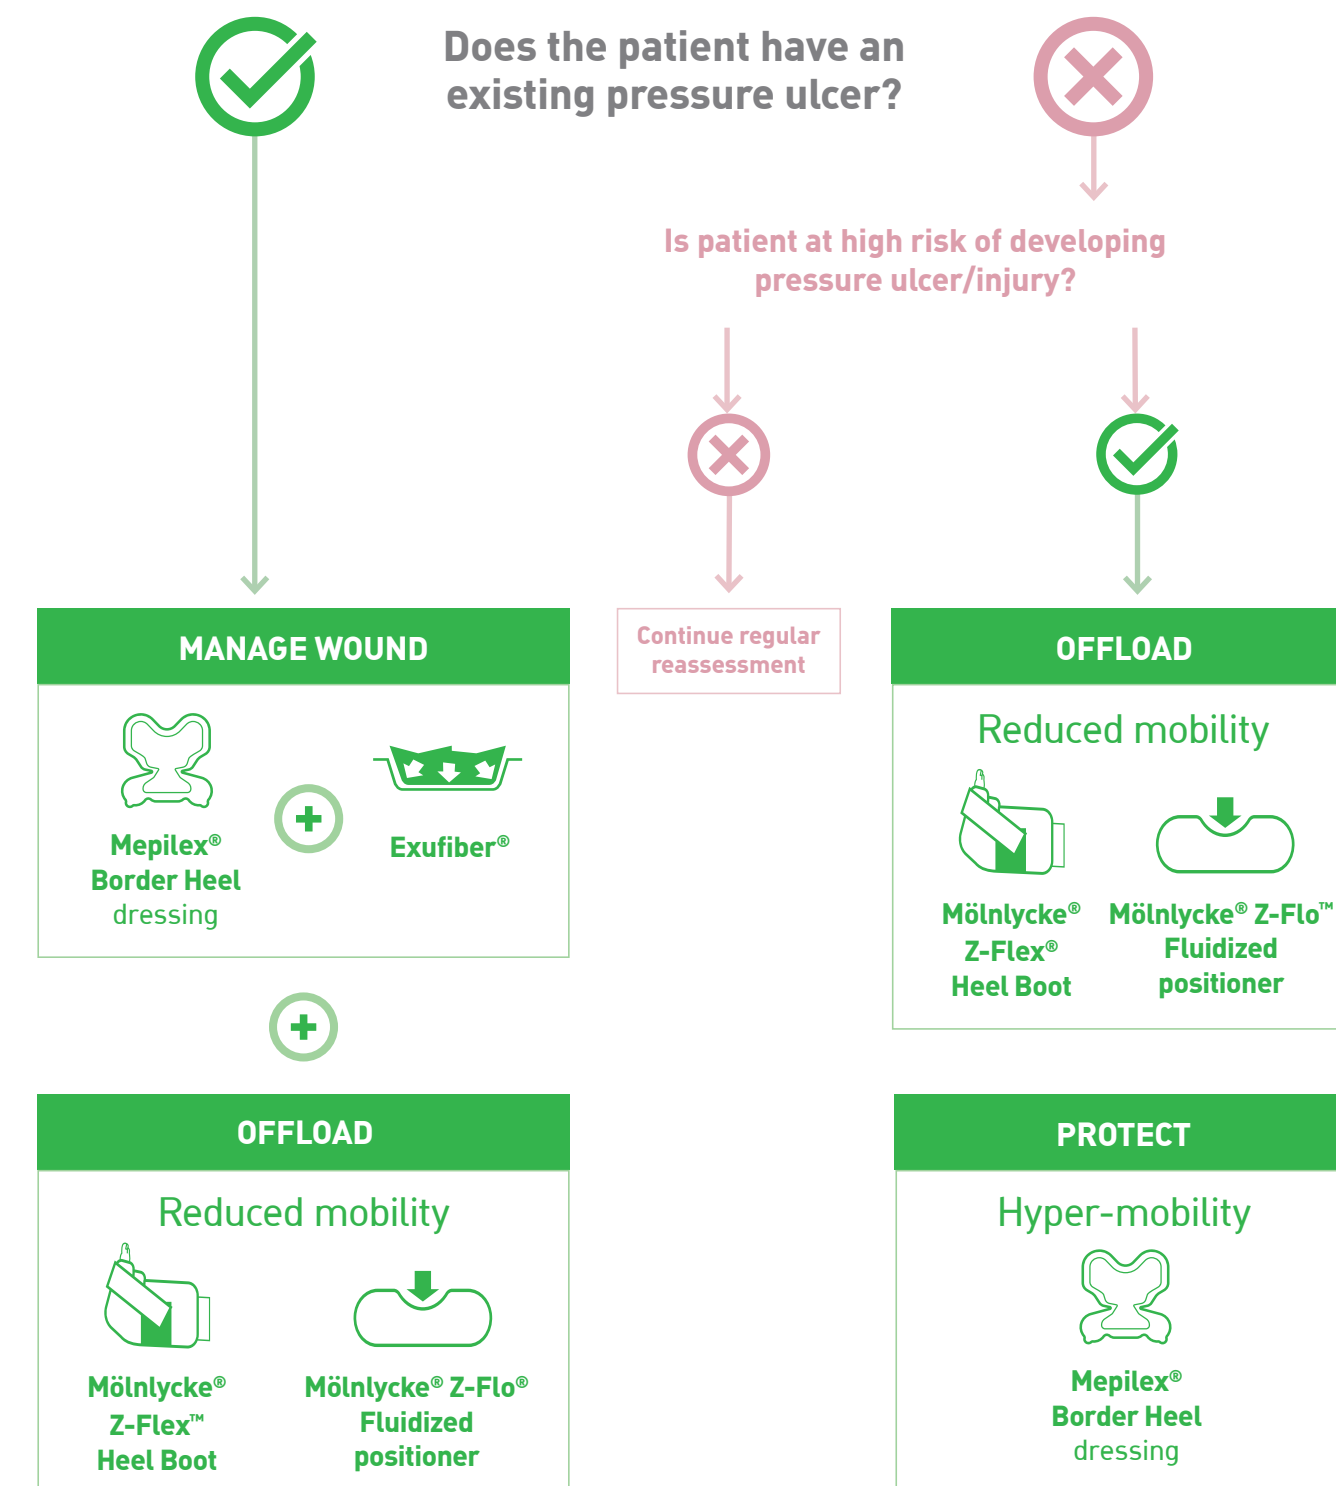 Does the patient have an
existing pressure ulcer?
Is patient at high risk of developing
pressure ulcer/injury?
MANAGE WOUND
Mepilex®
Border Heel
dressing
Exufiber®
Continue regular
reassessment
OFFLOAD
Reduced mobility
Mölnlycke®
Z-Flex®
Heel Boot
Mölnlycke® Z-Flo™
Fluidized
positioner
OFFLOAD
Reduced mobility
Mölnlycke®
Z-Flex™
Heel Boot
Mölnlycke® Z-Flo®
Fluidized
positioner
PROTECT
Hyper-mobility
Mepilex®
Border Heel
dressing